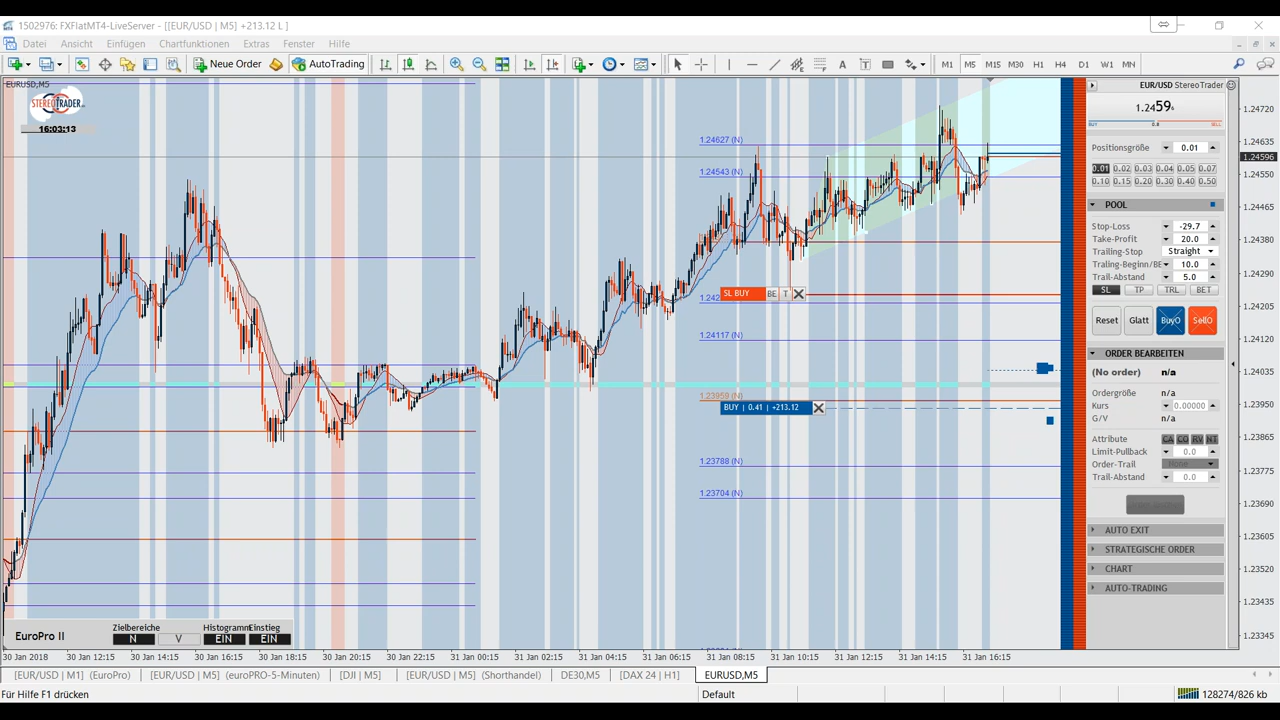 1502976: FXFlatMT4-LiveServer - [[EUR/USD | M5] +213.12 L ]
Datei Ansicht Einfügen Chartfunktionen Extras Fenster Hilfe
Neue Order AutoTrading A T M1 M5 M15 M30 H1 H4 D1 W1 MN
EURUSD,M5
STEREOTRADER
16:03:13
1.24627 (N)
1.24543 (N)
SL BUY BE T
1.24117 (N)
1.23959 (N)
BUY | 0.41 | +213.12
1.23788 (N)
1.23704 (N)
EUR/USD StereoTrader
1.24596
BUY 0.8 SELL
Positionsgröße 0.01
0.01 0.02 0.03 0.04 0.05 0.07
0.10 0.15 0.20 0.30 0.40 0.50
POOL
Stop-Loss -29.7
Take-Profit 20.0
Trailing-Stop Straight
Traling-Beginn/BE 10.0
Trail-Abstand 5.0
SL TP TRL BET
Reset Glatt BuyO SellO
ORDER BEARBEITEN
(No order) n/a
Ordergröße n/a
Kurs 0.00000
G/V n/a
Attribute CA CO RV NT
Limit-Pullback 0.0
Order-Trail None
Trail-Abstand 0.0
AUTO EXIT
STRATEGISCHE ORDER
CHART
AUTO-TRADING
1.24720
1.24635
1.24596
1.24550
1.24465
1.24380
1.24290
1.24205
1.24120
1.24035
1.23950
1.23865
1.23775
1.23690
1.23605
1.23520
1.23435
1.23345
EuroPro II
Zielbereiche Histogramm Einstieg
N V EIN EIN
30 Jan 2018 30 Jan 12:15 30 Jan 14:15 30 Jan 16:15 30 Jan 18:15 30 Jan 20:15 30 Jan 22:15 31 Jan 00:15 31 Jan 02:15 31 Jan 04:15 31 Jan 06:15 31 Jan 08:15 31 Jan 10:15 31 Jan 12:15 31 Jan 14:15 31 Jan 16:15
[EUR/USD | M1] (EuroPro) [EUR/USD | M5] (euroPRO-5-Minuten) [DJI | M5] [EUR/USD | M5] (Shorthandel) DE30,M5 [DAX 24 | H1] EURUSD,M5
Für Hilfe F1 drücken Default 128274/826 kb